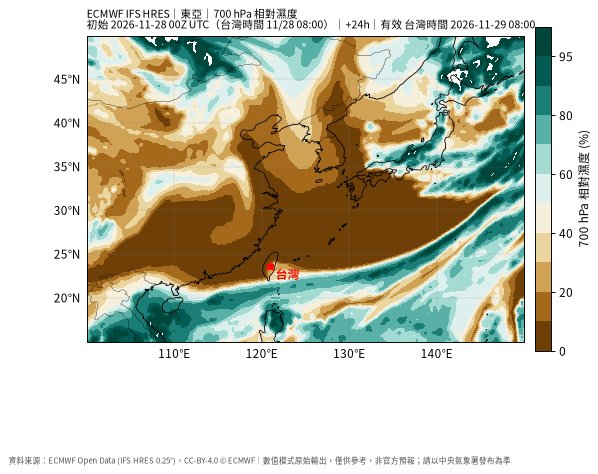 ECMWF IFS HRES｜東亞｜700 hPa 相對濕度
初始 2026-11-28 00Z UTC（台灣時間 11/28 08:00）｜+24h｜有效 台灣時間 2026-11-29 08:00
45°N
40°N
35°N
30°N
25°N
20°N
110°E
120°E
130°E
140°E
台灣
95
80
60
40
20
0
700 hPa 相對濕度 (%)
資料來源：ECMWF Open Data (IFS HRES 0.25°)，CC-BY-4.0 © ECMWF｜數值模式原始輸出，僅供參考，非官方預報；請以中央氣象署發布為準